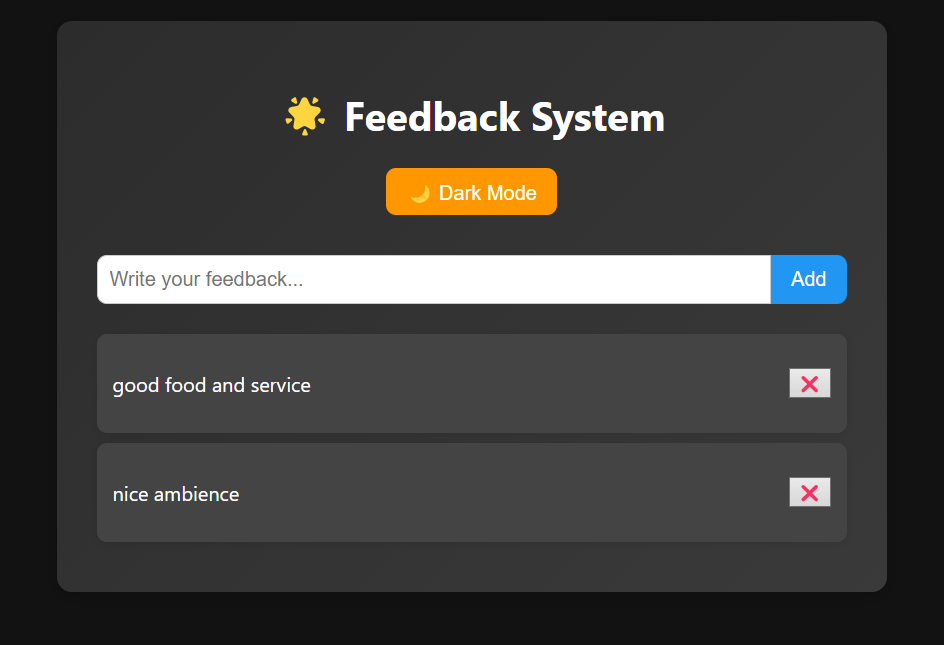 🌟 Feedback System
🌙 Dark Mode
Write your feedback...
Add
good food and service
❌
nice ambience
❌